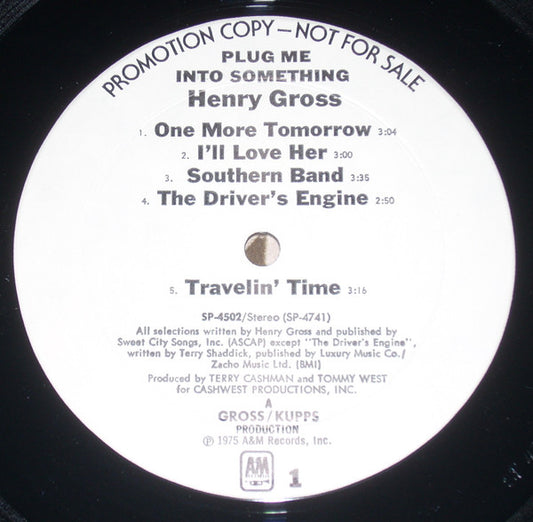 PROMOTION COPY — NOT FOR SALE
PLUG ME
INTO SOMETHING
Henry Gross
1. One More Tomorrow 3:04
2. I'll Love Her 3:00
3. Southern Band 3:35
4. The Driver's Engine 2:50
5. Travelin' Time 3:16
SP-4502/Stereo (SP-4741)
All selections written by Henry Gross and published by
Sweet City Songs, Inc. (ASCAP) except "The Driver's Engine",
written by Terry Shaddick, published by Luxury Music Co./
Zacho Music Ltd. (BMI)
Produced by TERRY CASHMAN and TOMMY WEST
for CASHWEST PRODUCTIONS, INC.
A
GROSS/KUPPS
PRODUCTION
℗ 1975 A&M Records, Inc.
A&M
RECORDS
1